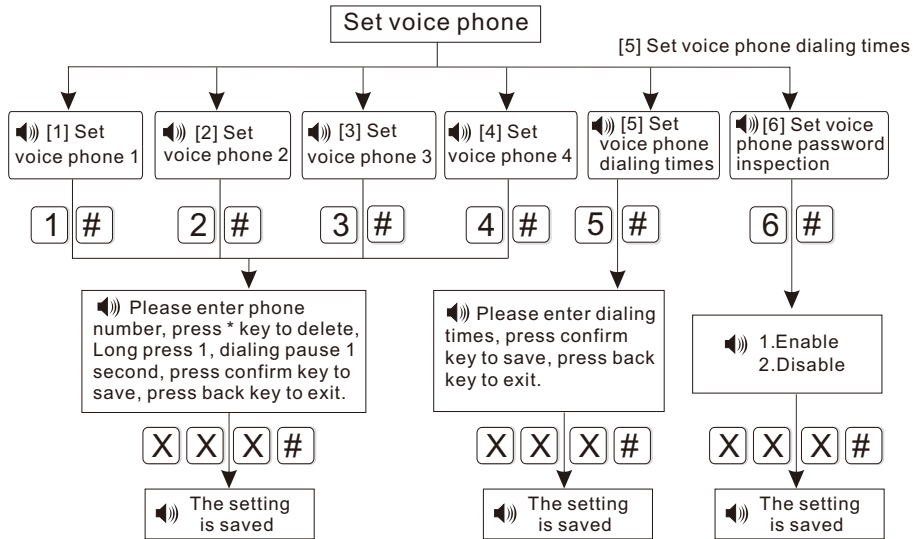 Set voice phone
[5] Set voice phone dialing times
[1] Set
voice phone 1
[2] Set
voice phone 2
[3] Set
voice phone 3
[4] Set
voice phone 4
[5] Set
voice phone
dialing times
[6] Set voice
phone password
inspection
1 #
2 #
3 #
4 #
5 #
6 #
Please enter phone
number, press * key to delete,
Long press 1, dialing pause 1
second, press confirm key to
save, press back key to exit.
Please enter dialing
times, press confirm
key to save, press back
key to exit.
1.Enable
2.Disable
X X X #
X X X #
X X X #
The setting
is saved
The setting
is saved
The setting
is saved